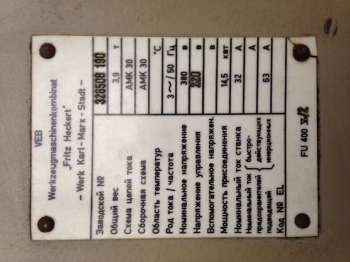 VEB
Werkzeugmaschinenkombinat
„Fritz Heckert"
– Werk Karl-Marx-Stadt –
Заводской № 328508 190
Общий вес 3,9 т
Схема цепей тока АМК 30
Сборочная схема АМК 30
Область температур °C
Род тока / частота 3~/50 Гц
Номинальное напряжение 380 в
Напряжение управления 220 в
Вспомогательное напряжен. в
Мощность присоединения 14,5 квт
Номинальный ток станка 32 А
Номинальный ток предохранителей подводящей { быстро-действующих А
инерционных 63 А
Код № EL
FU 400 V/2